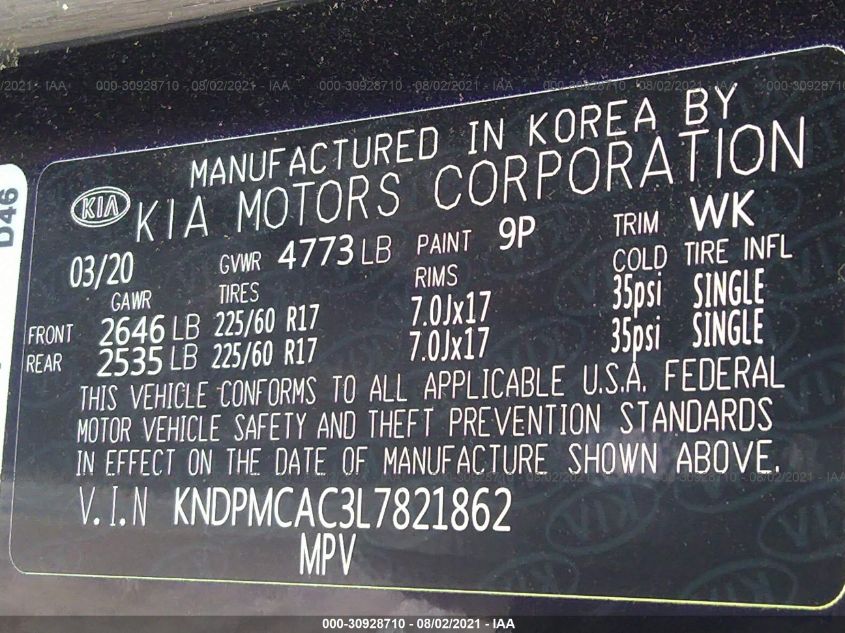 000-30928710 - 08/02/2021 - IAA
MANUFACTURED IN KOREA BY
KIA KIA MOTORS CORPORATION
D46
03/20 GVWR 4773 LB PAINT 9P TRIM WK
GAWR TIRES RIMS COLD TIRE INFL
FRONT 2646 LB 225/60 R17 7.0Jx17 35psi SINGLE
REAR 2535 LB 225/60 R17 7.0Jx17 35psi SINGLE
THIS VEHICLE CONFORMS TO ALL APPLICABLE U.S.A. FEDERAL
MOTOR VEHICLE SAFETY AND THEFT PREVENTION STANDARDS
IN EFFECT ON THE DATE OF MANUFACTURE SHOWN ABOVE.
V.I.N KNDPMCAC3L7821862
MPV
000-30928710 - 08/02/2021 - IAA